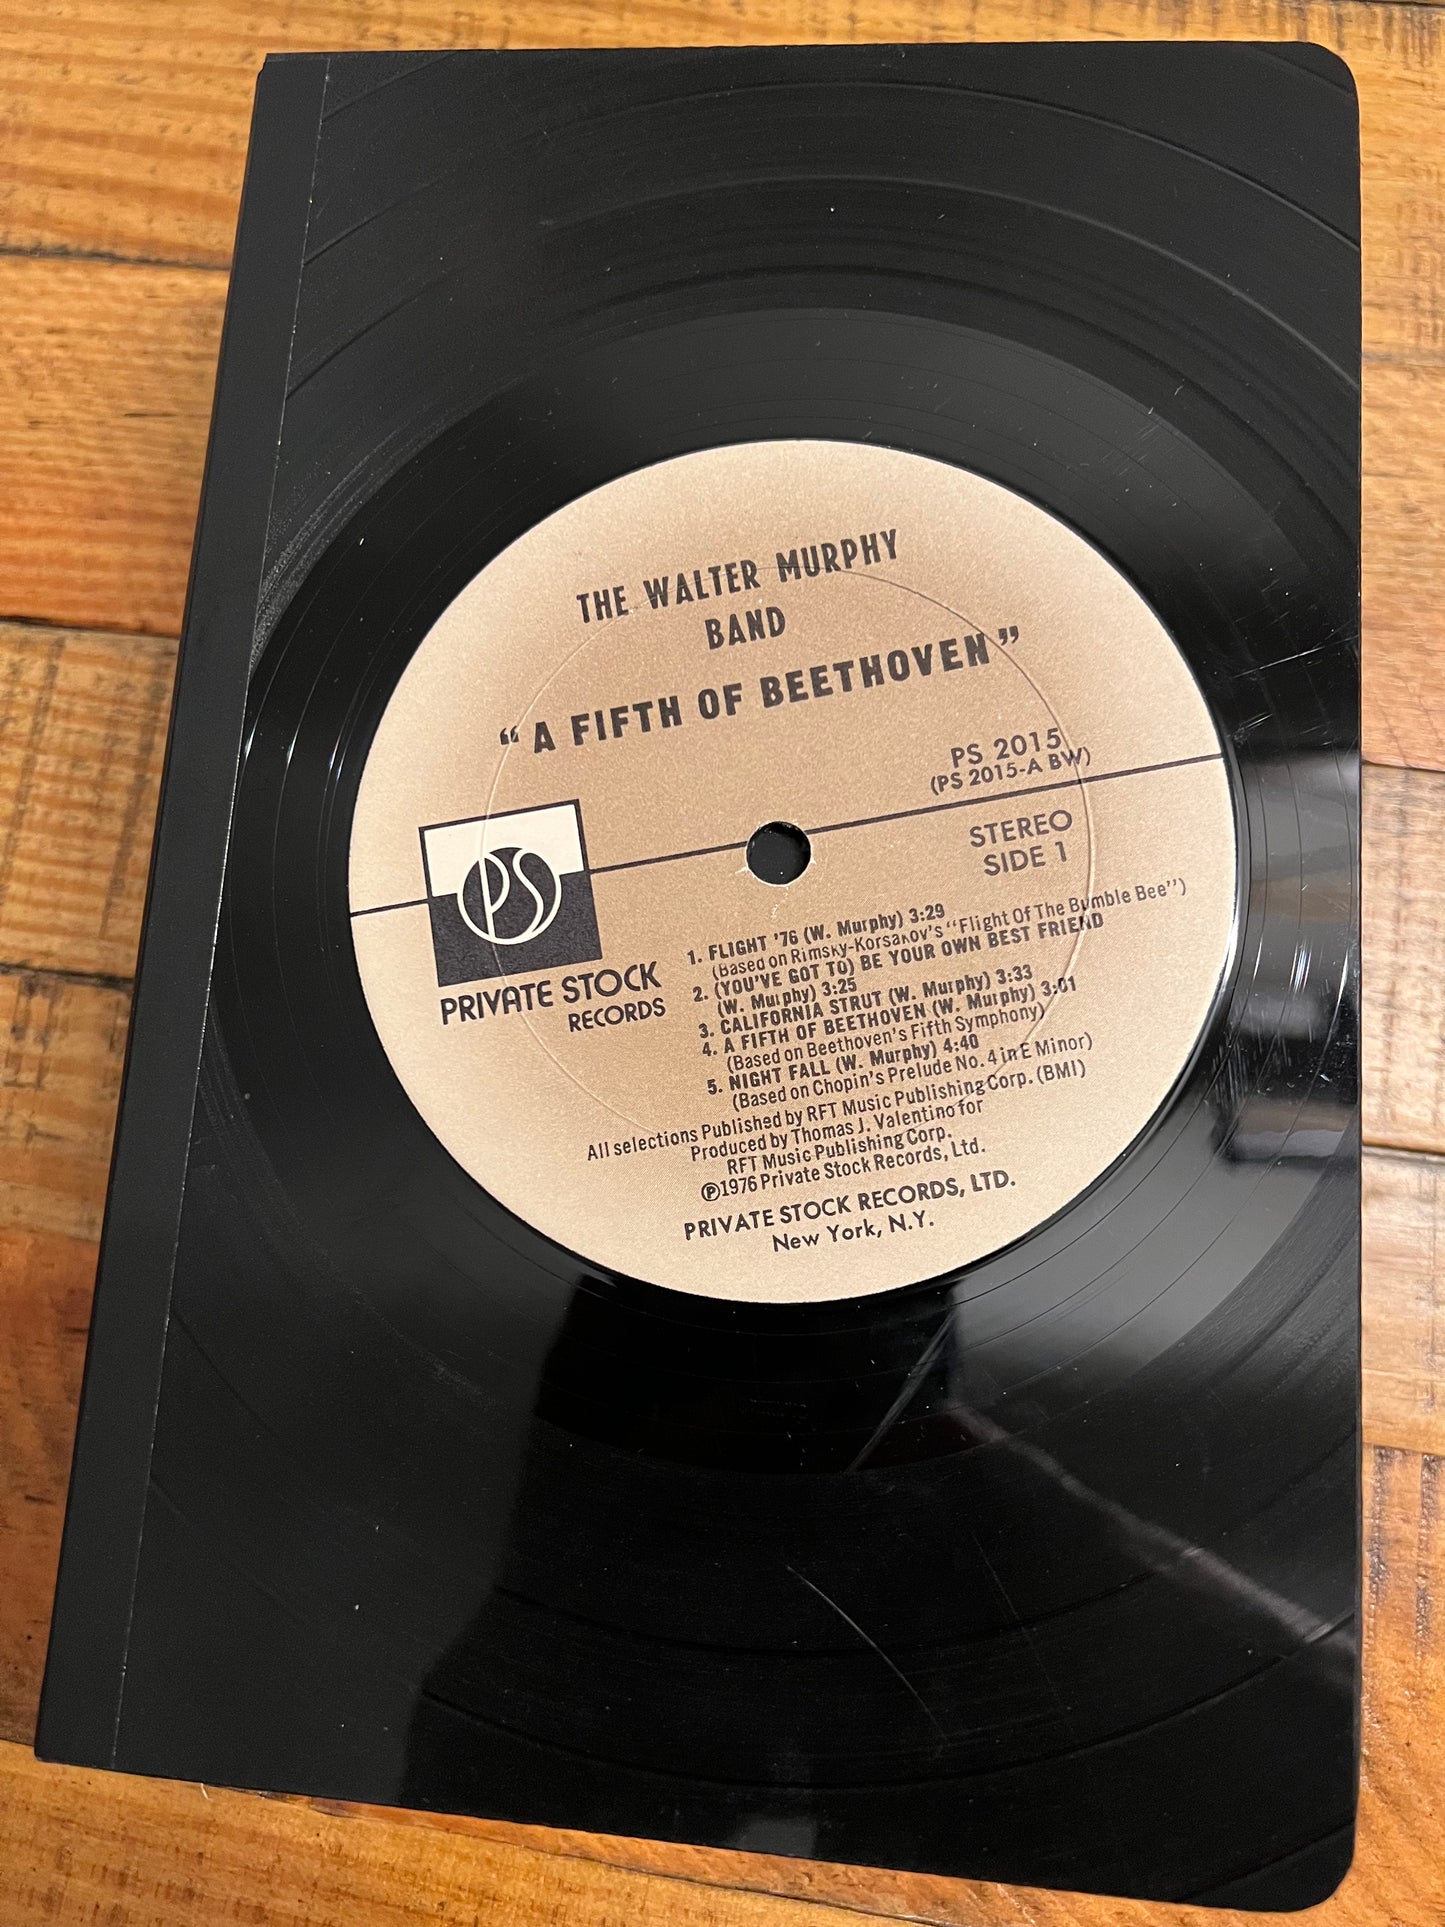 THE WALTER MURPHY
BAND
“A FIFTH OF BEETHOVEN”
PS 2015
(PS 2015-A BW)
STEREO
SIDE 1
PS
PRIVATE STOCK
RECORDS
1. FLIGHT '76 (W. Murphy) 3:29
(Based on Rimsky-Korsakov's "Flight Of The Bumble Bee")
2. (YOU'VE GOT TO) BE YOUR OWN BEST FRIEND
(W. Murphy) 3:25
3. CALIFORNIA STRUT (W. Murphy) 3:33
4. A FIFTH OF BEETHOVEN (W. Murphy) 3:01
(Based on Beethoven's Fifth Symphony)
5. NIGHT FALL (W. Murphy) 4:40
(Based on Chopin's Prelude No. 4 in E Minor)
All selections Published by RFT Music Publishing Corp. (BMI)
Produced by Thomas J. Valentino for
RFT Music Publishing Corp.
Ⓟ1976 Private Stock Records, Ltd.
PRIVATE STOCK RECORDS, LTD.
New York, N.Y.